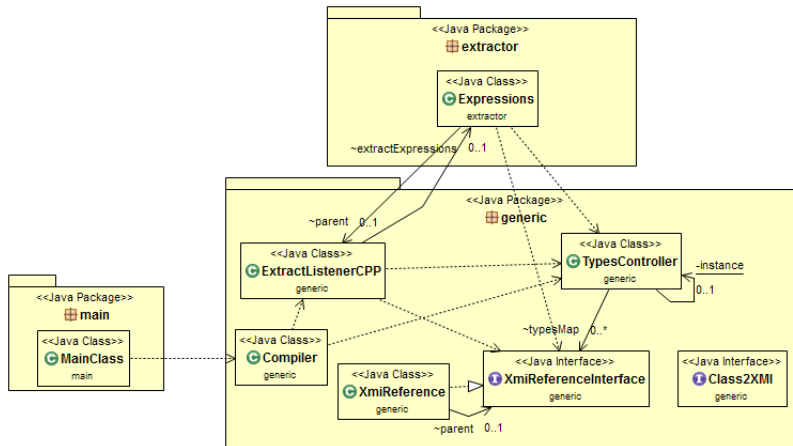 <<Java Package>>
extractor
<<Java Class>>
Expressions
extractor
~extractExpressions 0..1
<<Java Package>>
generic
~parent 0..1
<<Java Class>>
ExtractListenerCPP
generic
<<Java Class>>
TypesController
generic
-instance
0..1
<<Java Package>>
main
<<Java Class>>
MainClass
main
<<Java Class>>
Compiler
generic
~typesMap 0..*
<<Java Class>>
XmiReference
generic
~parent 0..1
<<Java Interface>>
XmiReferenceInterface
generic
<<Java Interface>>
Class2XMI
generic